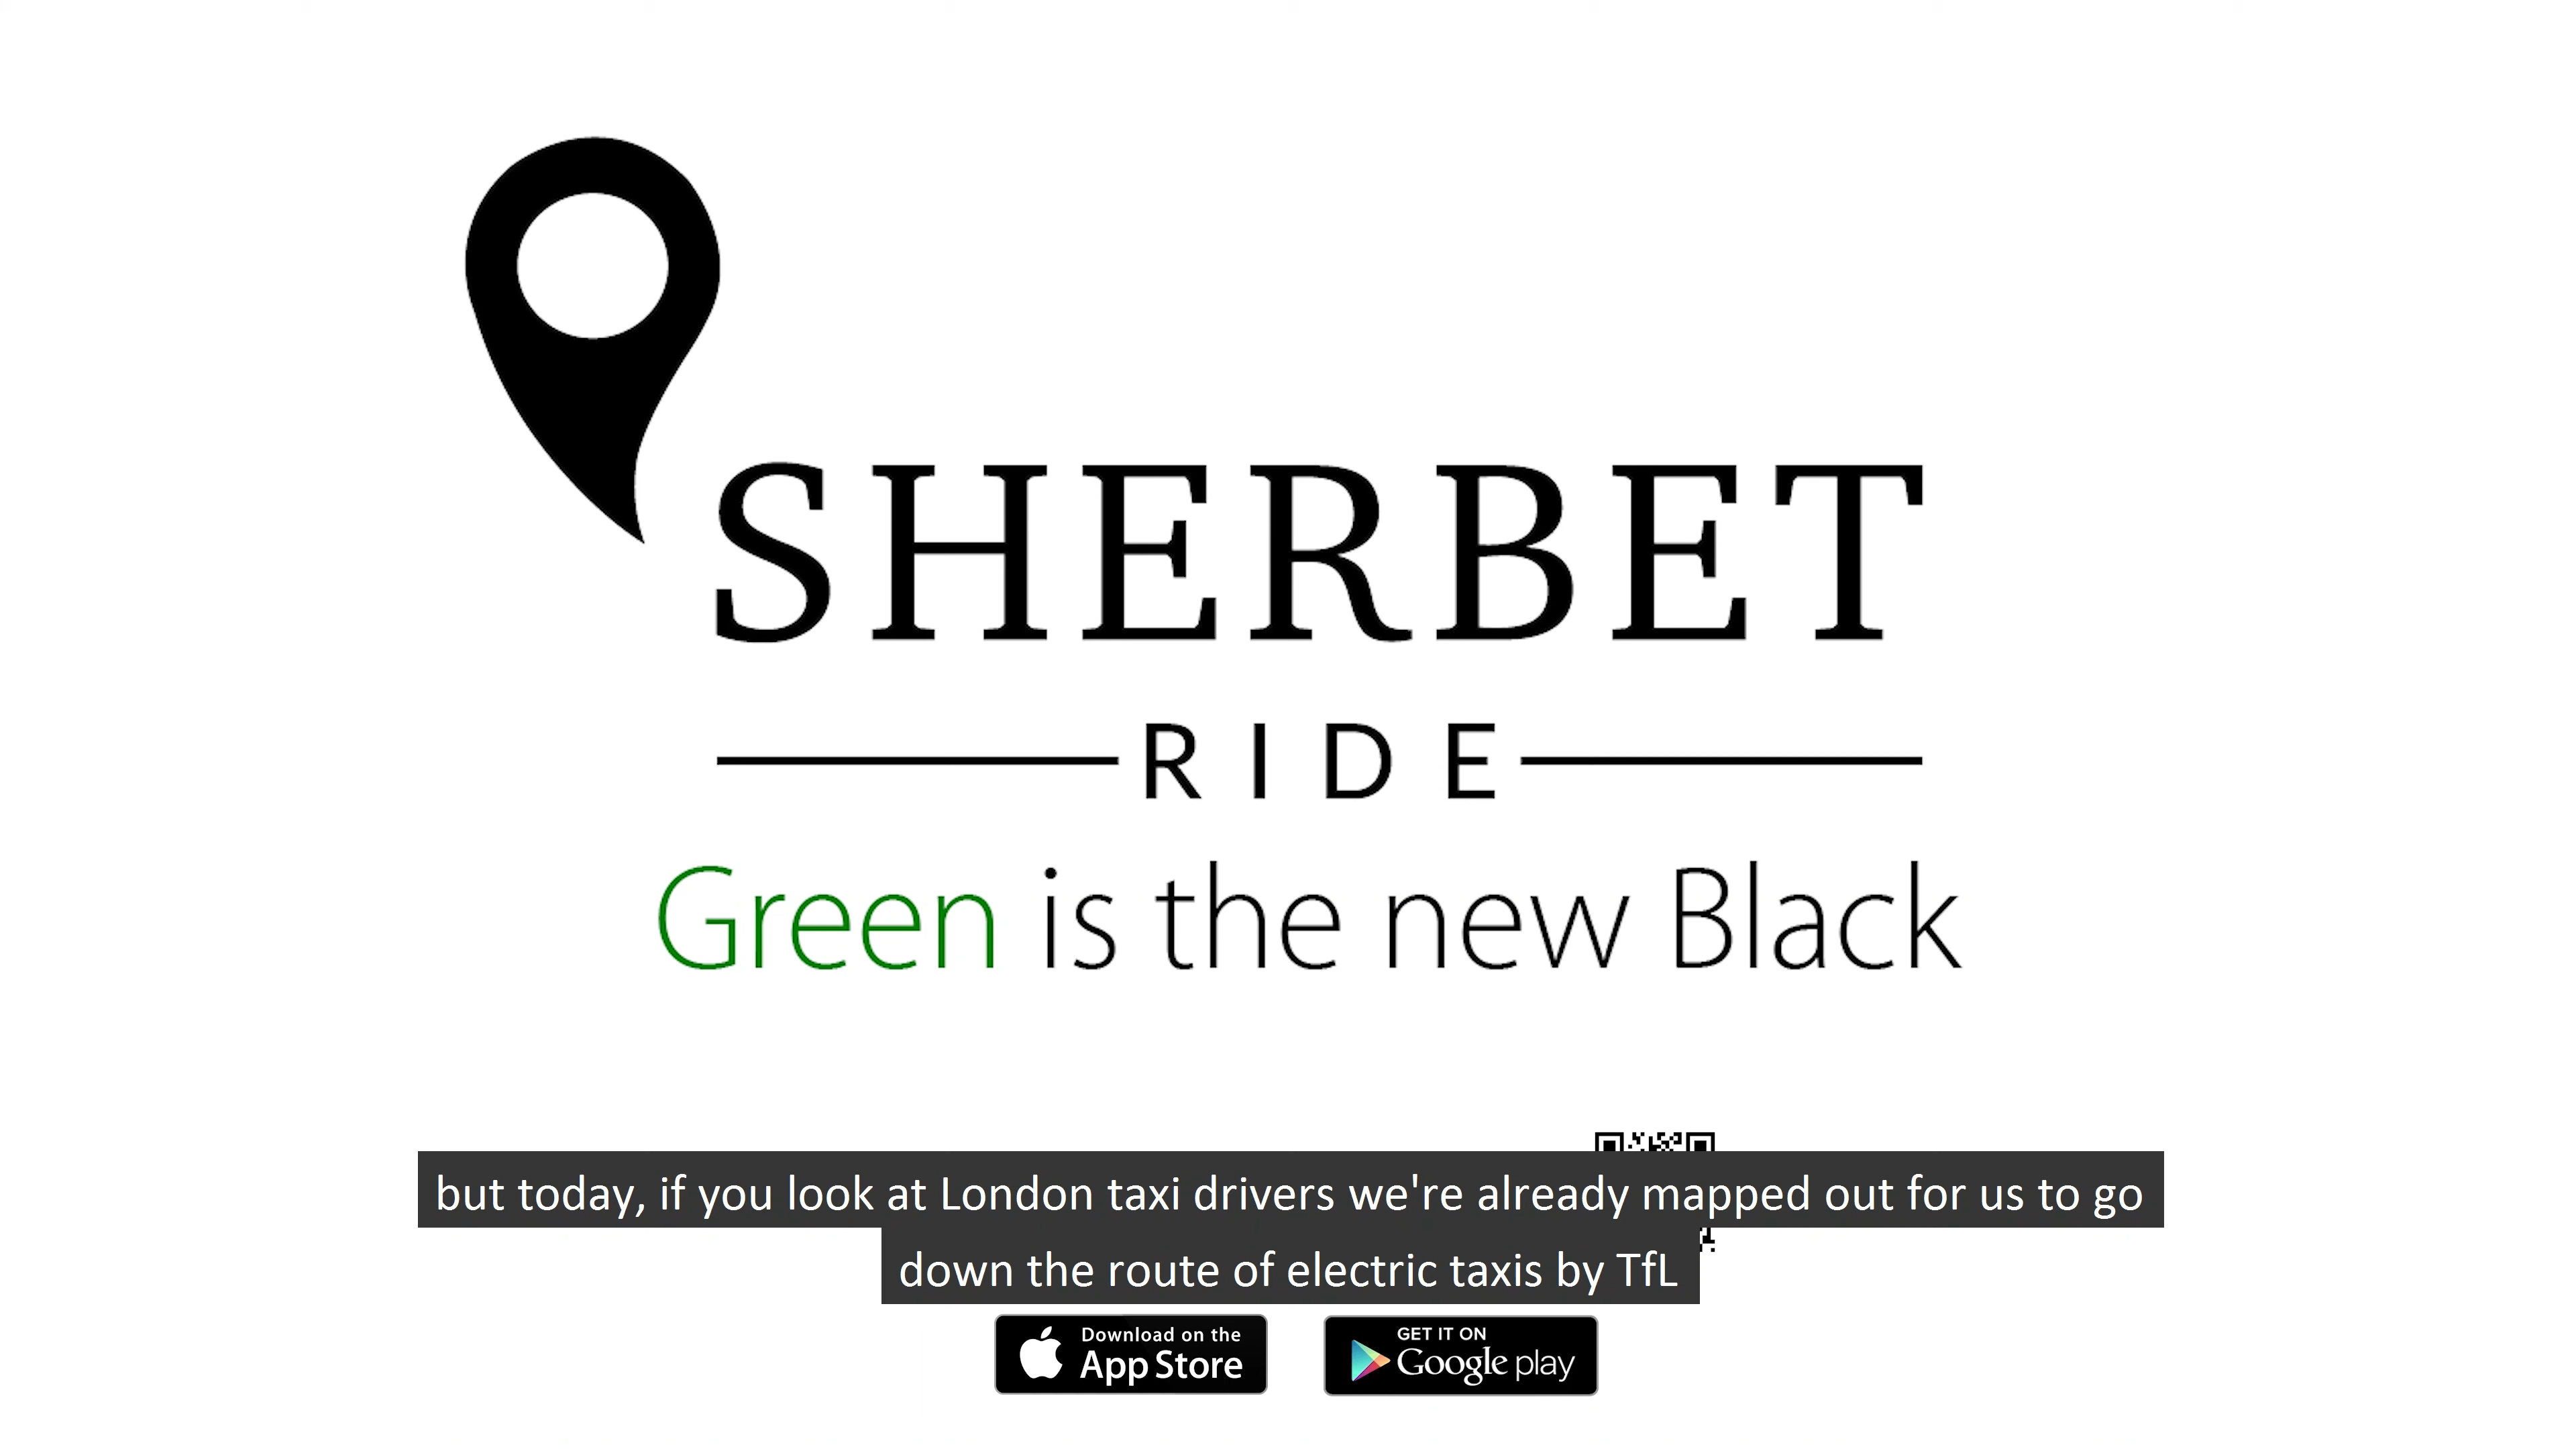 SHERBET
RIDE
Green is the new Black
but today, if you look at London taxi drivers we're already mapped out for us to go
down the route of electric taxis by TfL
Download on the
App Store
GET IT ON
Google play